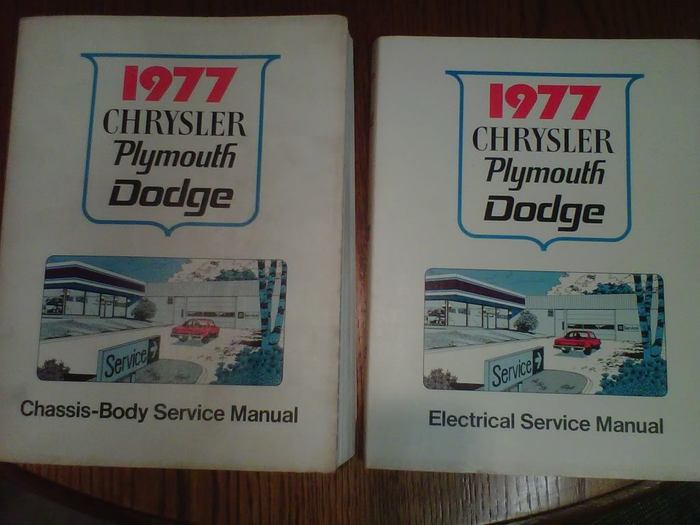 1977
CHRYSLER
Plymouth
Dodge
Service
Chassis-Body Service Manual
1977
CHRYSLER
Plymouth
Dodge
Service
Electrical Service Manual